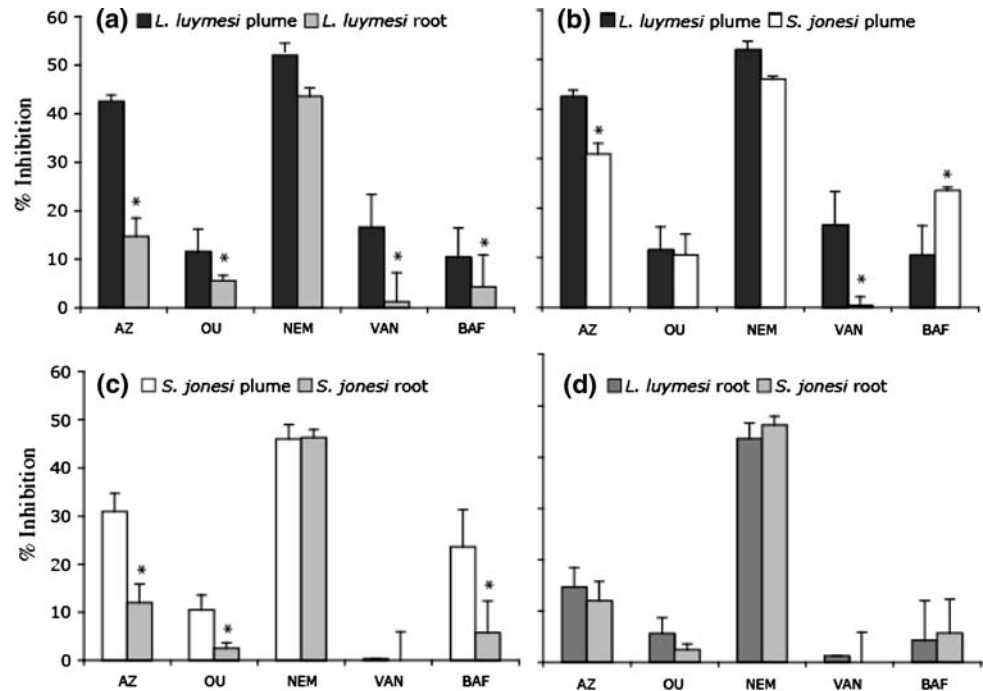 (a) L. luymesi plume L. luymesi root
60
50
40
30
20
10
0
% Inhibition
* * * *
AZ OU NEM VAN BAF
(b) L. luymesi plume S. jonesi plume
* * *
AZ OU NEM VAN BAF
(c) S. jonesi plume S. jonesi root
60
50
40
30
20
10
0
% Inhibition
* * *
AZ OU NEM VAN BAF
(d) L. luymesi root S. jonesi root
AZ OU NEM VAN BAF